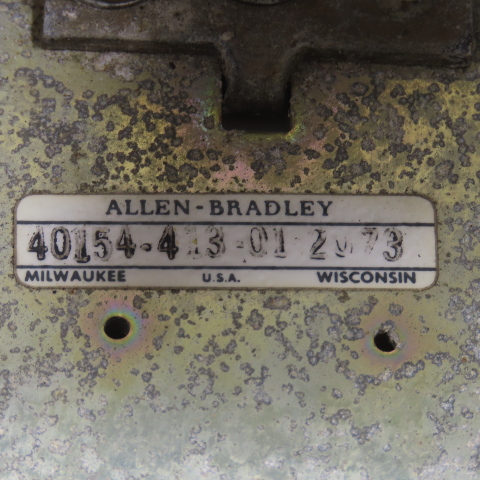 ALLEN-BRADLEY
40154-413-01 2073
MILWAUKEE U.S.A. WISCONSIN